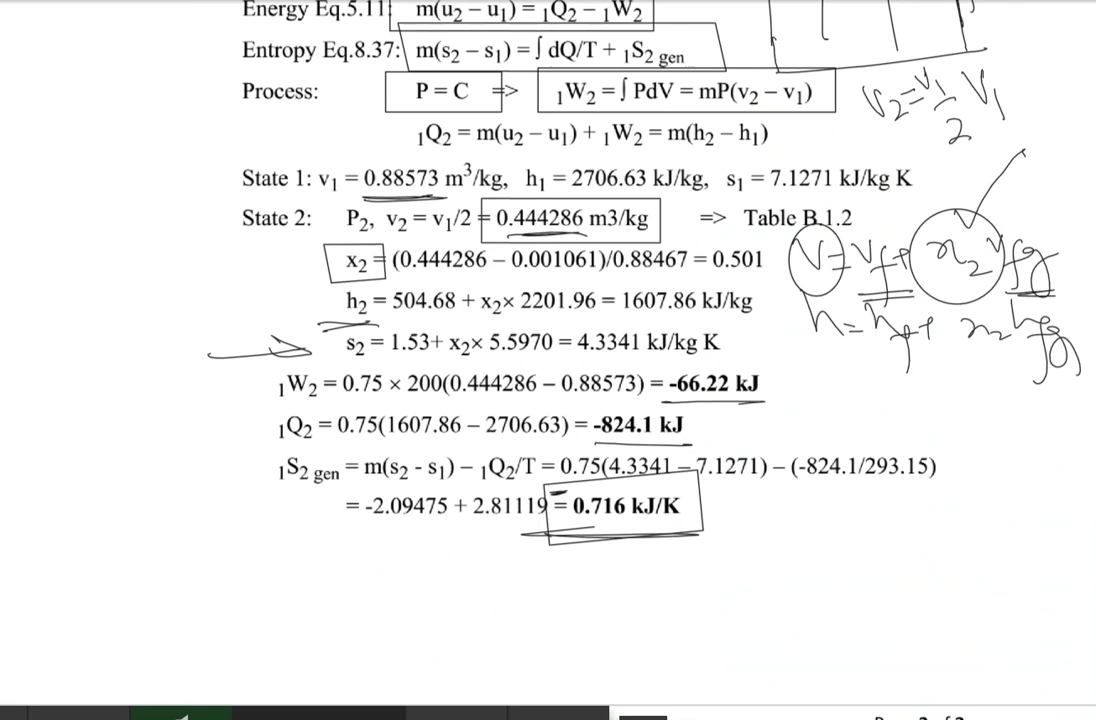 Energy Eq.5.11: m(u₂ − u₁) = ₁Q₂ − ₁W₂
Entropy Eq.8.37: m(s₂ − s₁) = ∫ dQ/T + ₁S₂ gen
Process: P = C => ₁W₂ = ∫ PdV = mP(v₂ − v₁)
V₂ = V₁/2 V₁
₁Q₂ = m(u₂ − u₁) + ₁W₂ = m(h₂ − h₁)
State 1: v₁ = 0.88573 m³/kg, h₁ = 2706.63 kJ/kg, s₁ = 7.1271 kJ/kg K
State 2: P₂, v₂ = v₁/2 = 0.444286 m3/kg => Table B.1.2
x₂ = (0.444286 − 0.001061)/0.88467 = 0.501
V = Vf + x₂ Vfg
h₂ = 504.68 + x₂× 2201.96 = 1607.86 kJ/kg
h = hf + x₂ hfg
s₂ = 1.53+ x₂× 5.5970 = 4.3341 kJ/kg K
₁W₂ = 0.75 × 200(0.444286 − 0.88573) = -66.22 kJ
₁Q₂ = 0.75(1607.86 − 2706.63) = -824.1 kJ
₁S₂ gen = m(s₂ - s₁) − ₁Q₂/T = 0.75(4.3341 − 7.1271) − (-824.1/293.15)
= -2.09475 + 2.81119 = 0.716 kJ/K